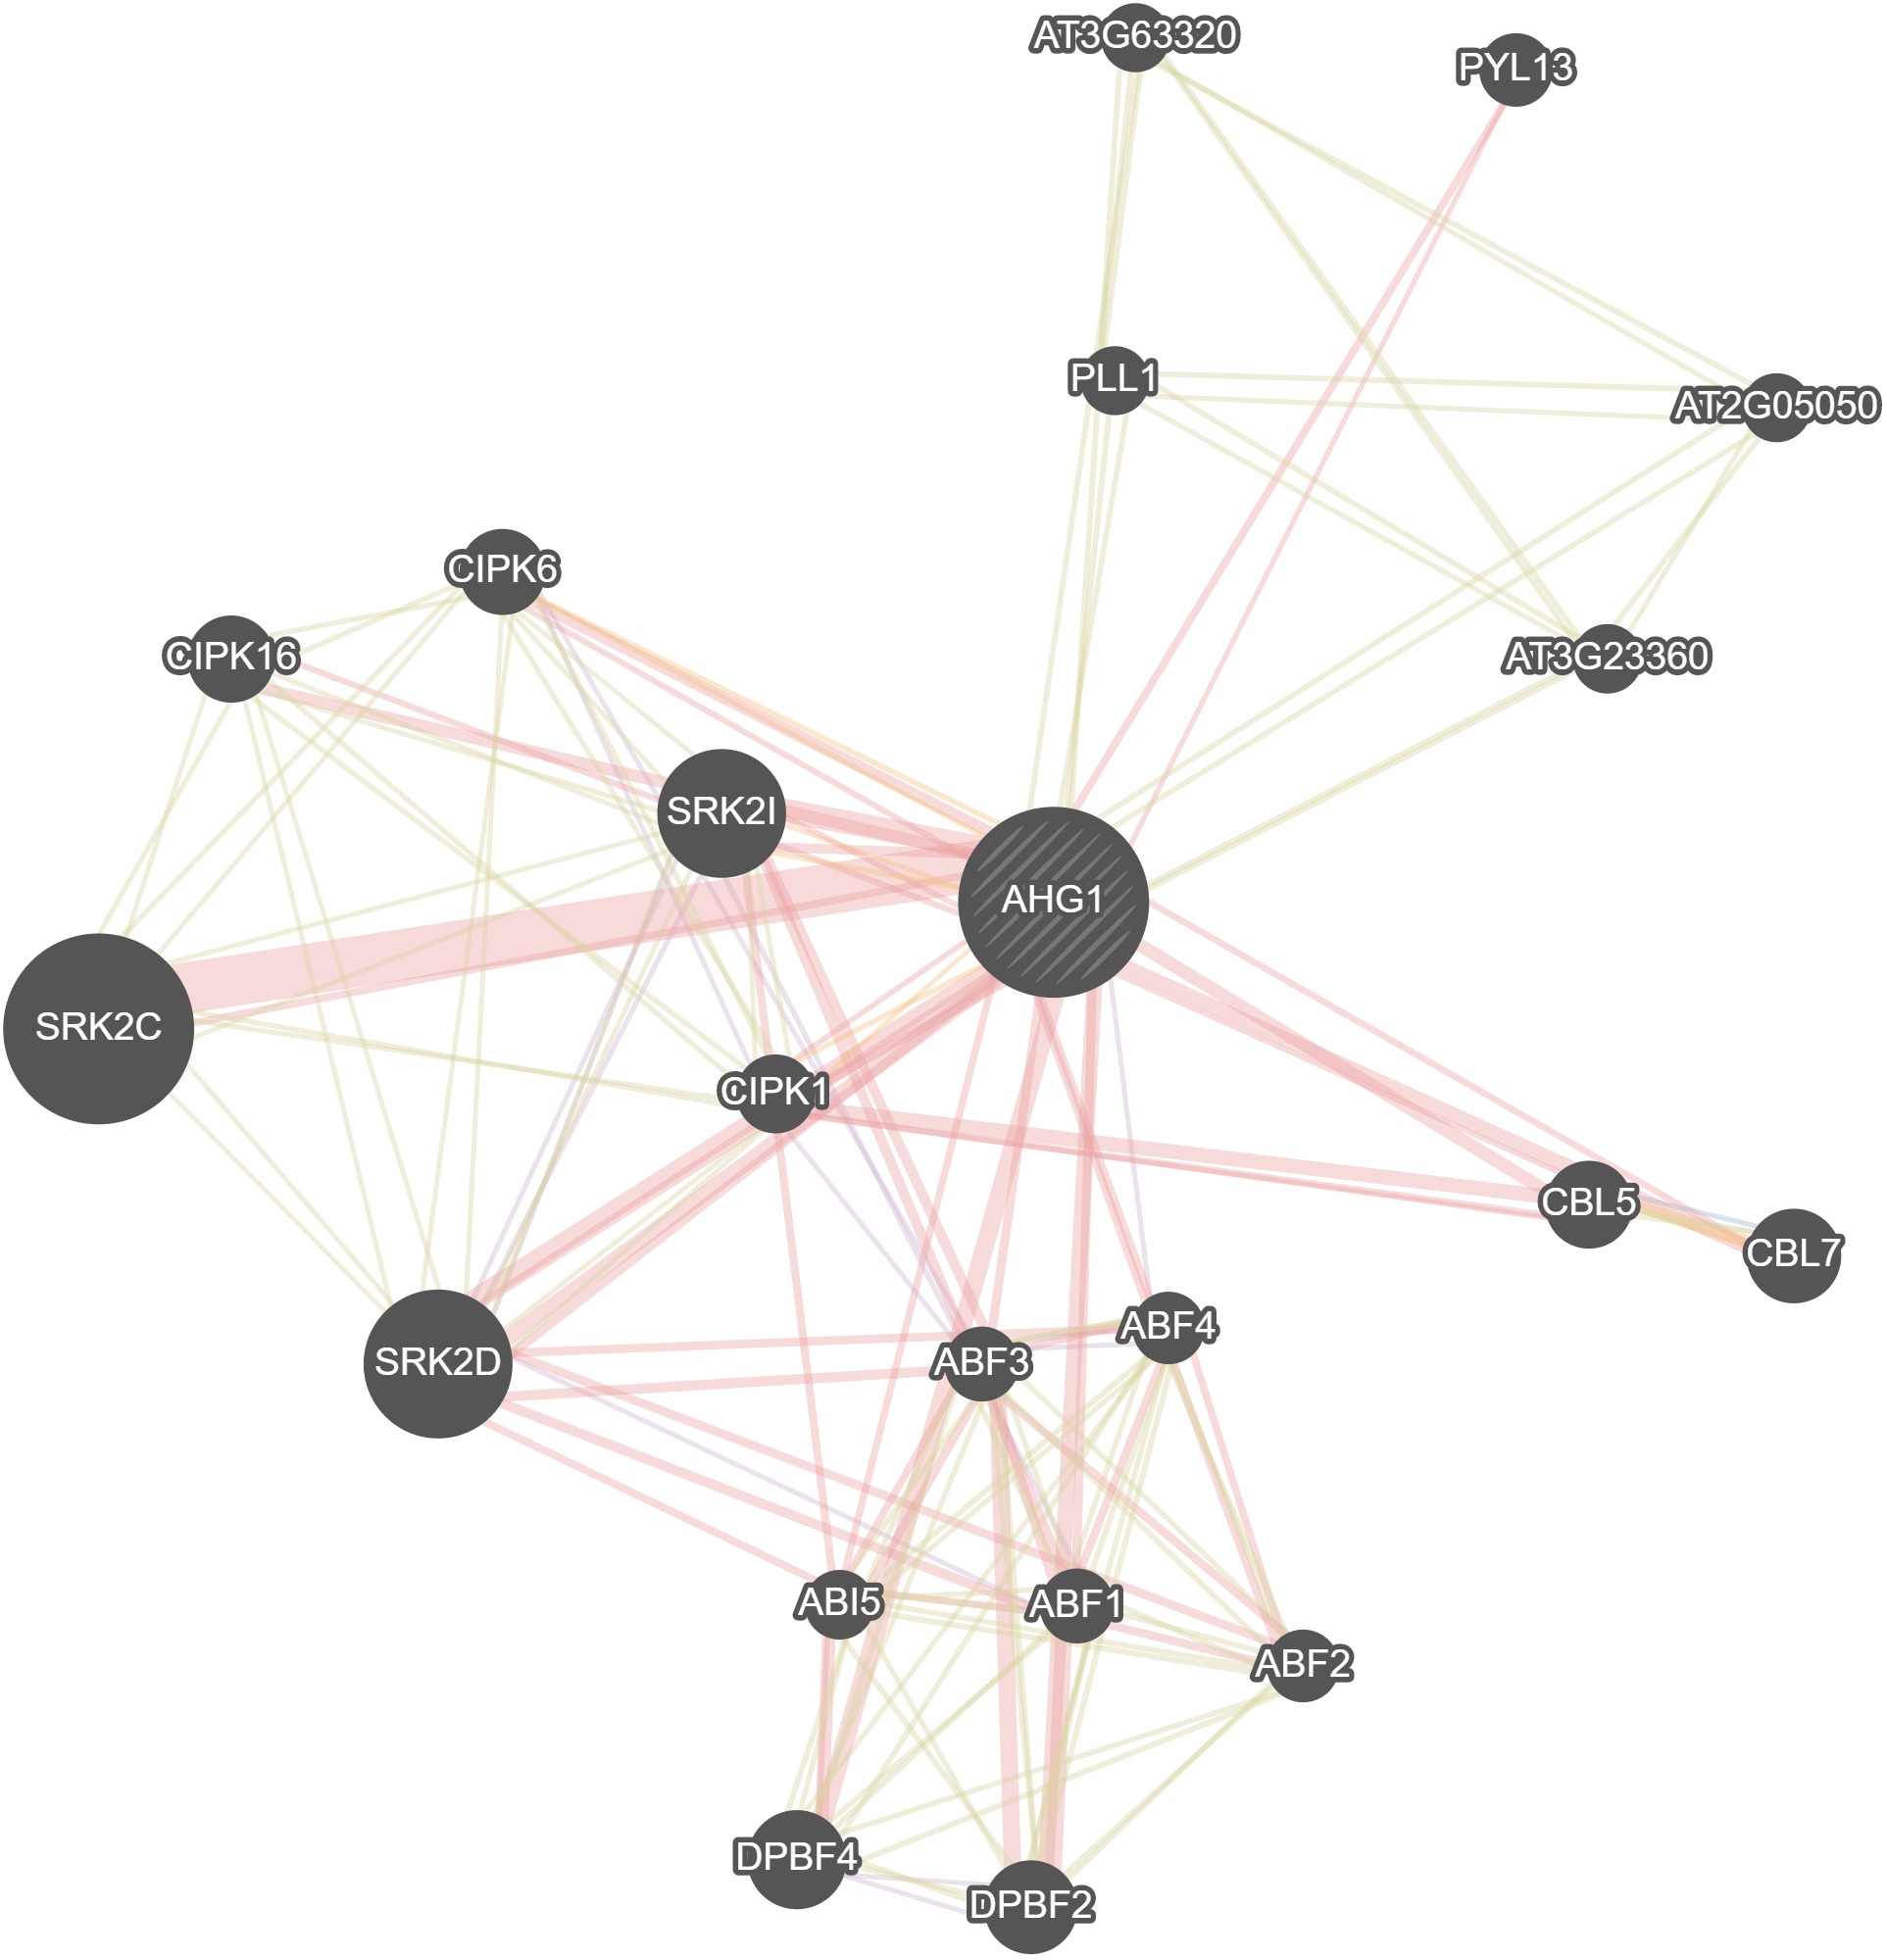 AT3G63320
PYL13
PLL1
AT2G05050
CIPK6
CIPK16
AT3G23360
SRK2I
AHG1
SRK2C
CIPK1
CBL5
CBL7
ABF4
ABF3
SRK2D
ABI5
ABF1
ABF2
DPBF4
DPBF2